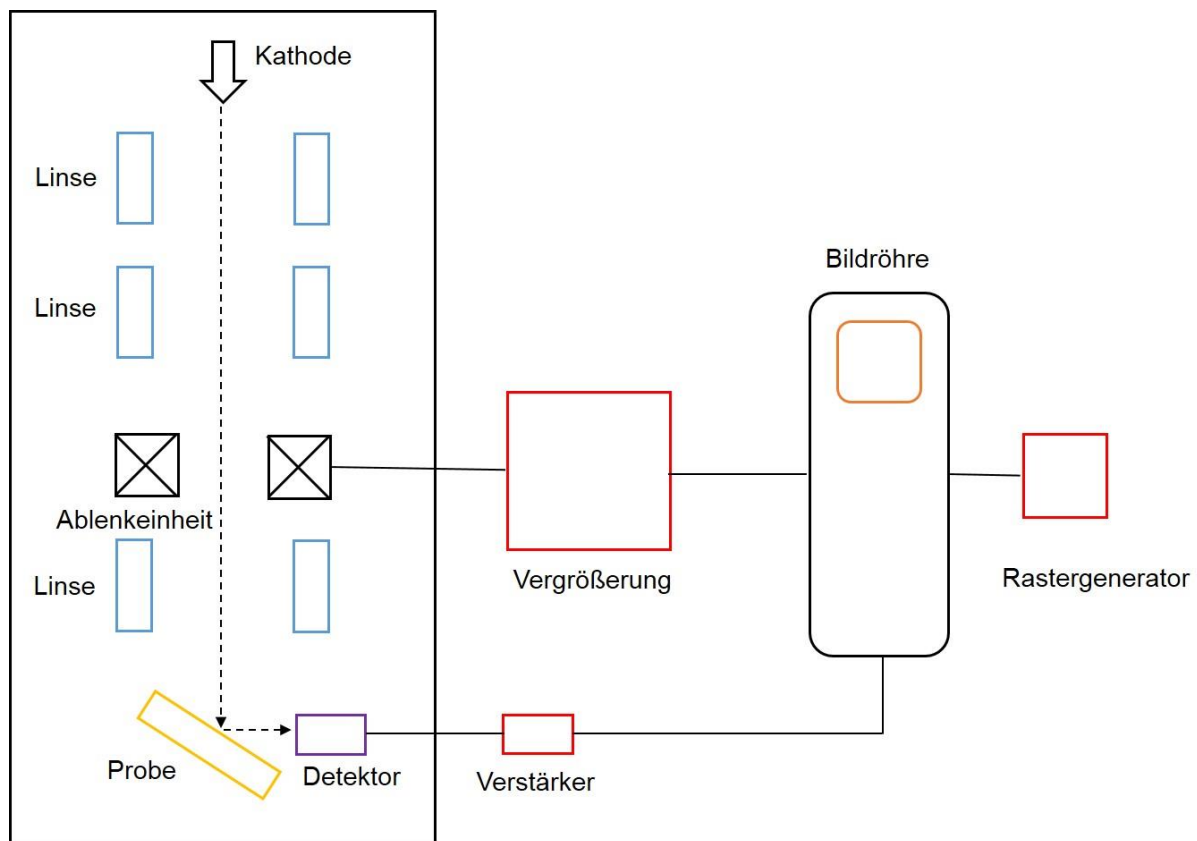 Kathode
Linse
Linse
Bildröhre
Ablenkeinheit
Linse
Vergrößerung
Rastergenerator
Probe
Detektor
Verstärker